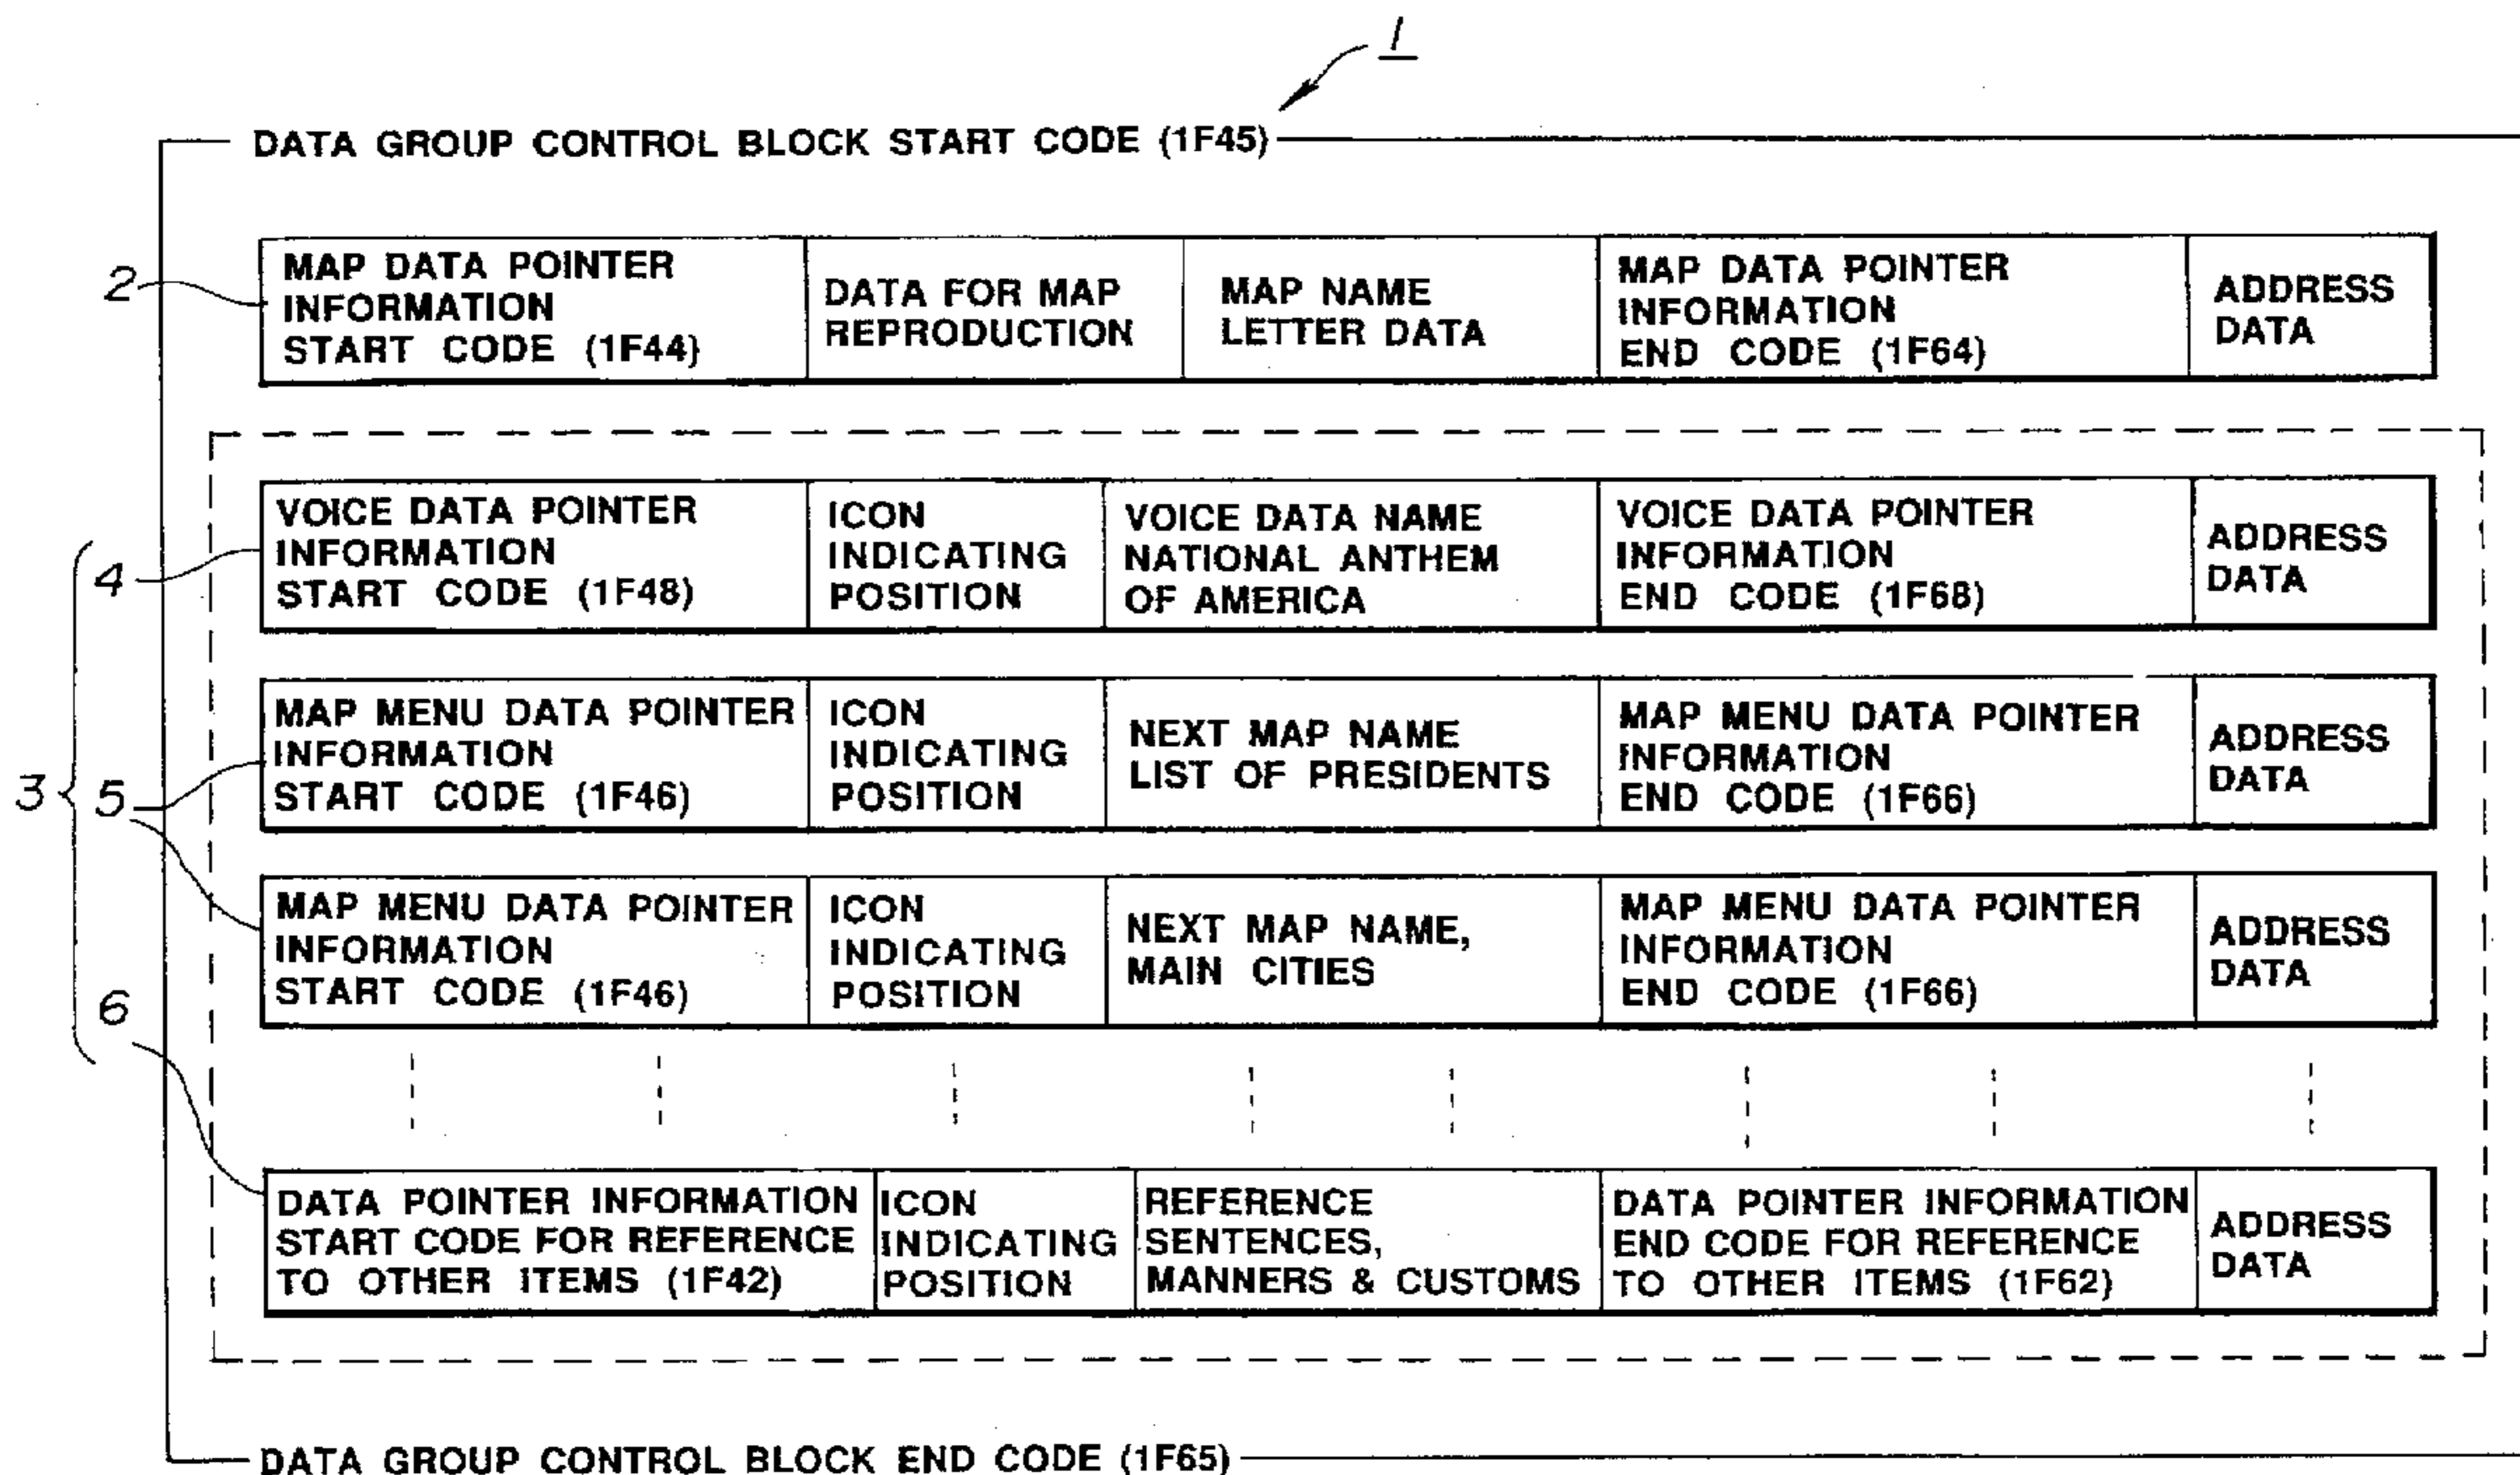 1
DATA GROUP CONTROL BLOCK START CODE (1F45)
2
MAP DATA POINTER
INFORMATION
START CODE (1F44)
DATA FOR MAP
REPRODUCTION
MAP NAME
LETTER DATA
MAP DATA POINTER
INFORMATION
END CODE (1F64)
ADDRESS
DATA
3
4
VOICE DATA POINTER
INFORMATION
START CODE (1F48)
ICON
INDICATING
POSITION
VOICE DATA NAME
NATIONAL ANTHEM
OF AMERICA
VOICE DATA POINTER
INFORMATION
END CODE (1F68)
ADDRESS
DATA
5
MAP MENU DATA POINTER
INFORMATION
START CODE (1F46)
ICON
INDICATING
POSITION
NEXT MAP NAME
LIST OF PRESIDENTS
MAP MENU DATA POINTER
INFORMATION
END CODE (1F66)
ADDRESS
DATA
MAP MENU DATA POINTER
INFORMATION
START CODE (1F46)
ICON
INDICATING
POSITION
NEXT MAP NAME,
MAIN CITIES
MAP MENU DATA POINTER
INFORMATION
END CODE (1F66)
ADDRESS
DATA
6
DATA POINTER INFORMATION
START CODE FOR REFERENCE
TO OTHER ITEMS (1F42)
ICON
INDICATING
POSITION
REFERENCE
SENTENCES,
MANNERS & CUSTOMS
DATA POINTER INFORMATION
END CODE FOR REFERENCE
TO OTHER ITEMS (1F62)
ADDRESS
DATA
DATA GROUP CONTROL BLOCK END CODE (1F65)